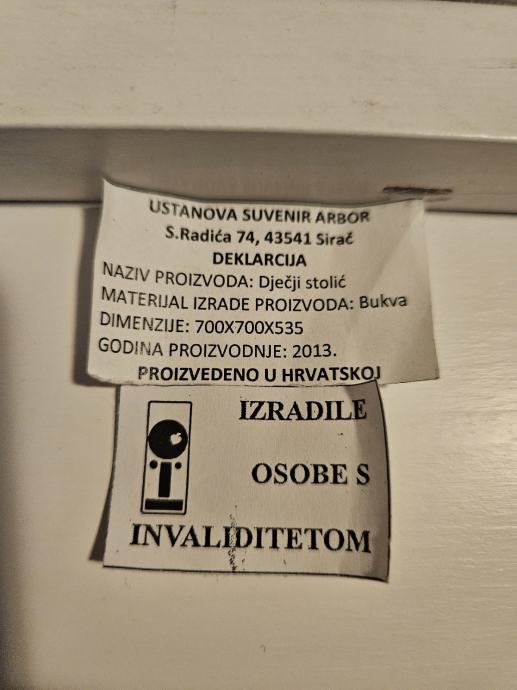 USTANOVA SUVENIR ARBOR
S.Radića 74, 43541 Sirač
DEKLARCIJA
NAZIV PROIZVODA: Dječji stolić
MATERIJAL IZRADE PROIZVODA: Bukva
DIMENZIJE: 700X700X535
GODINA PROIZVODNJE: 2013.
PROIZVEDENO U HRVATSKOJ
IZRADILE
OSOBE S
INVALIDITETOM